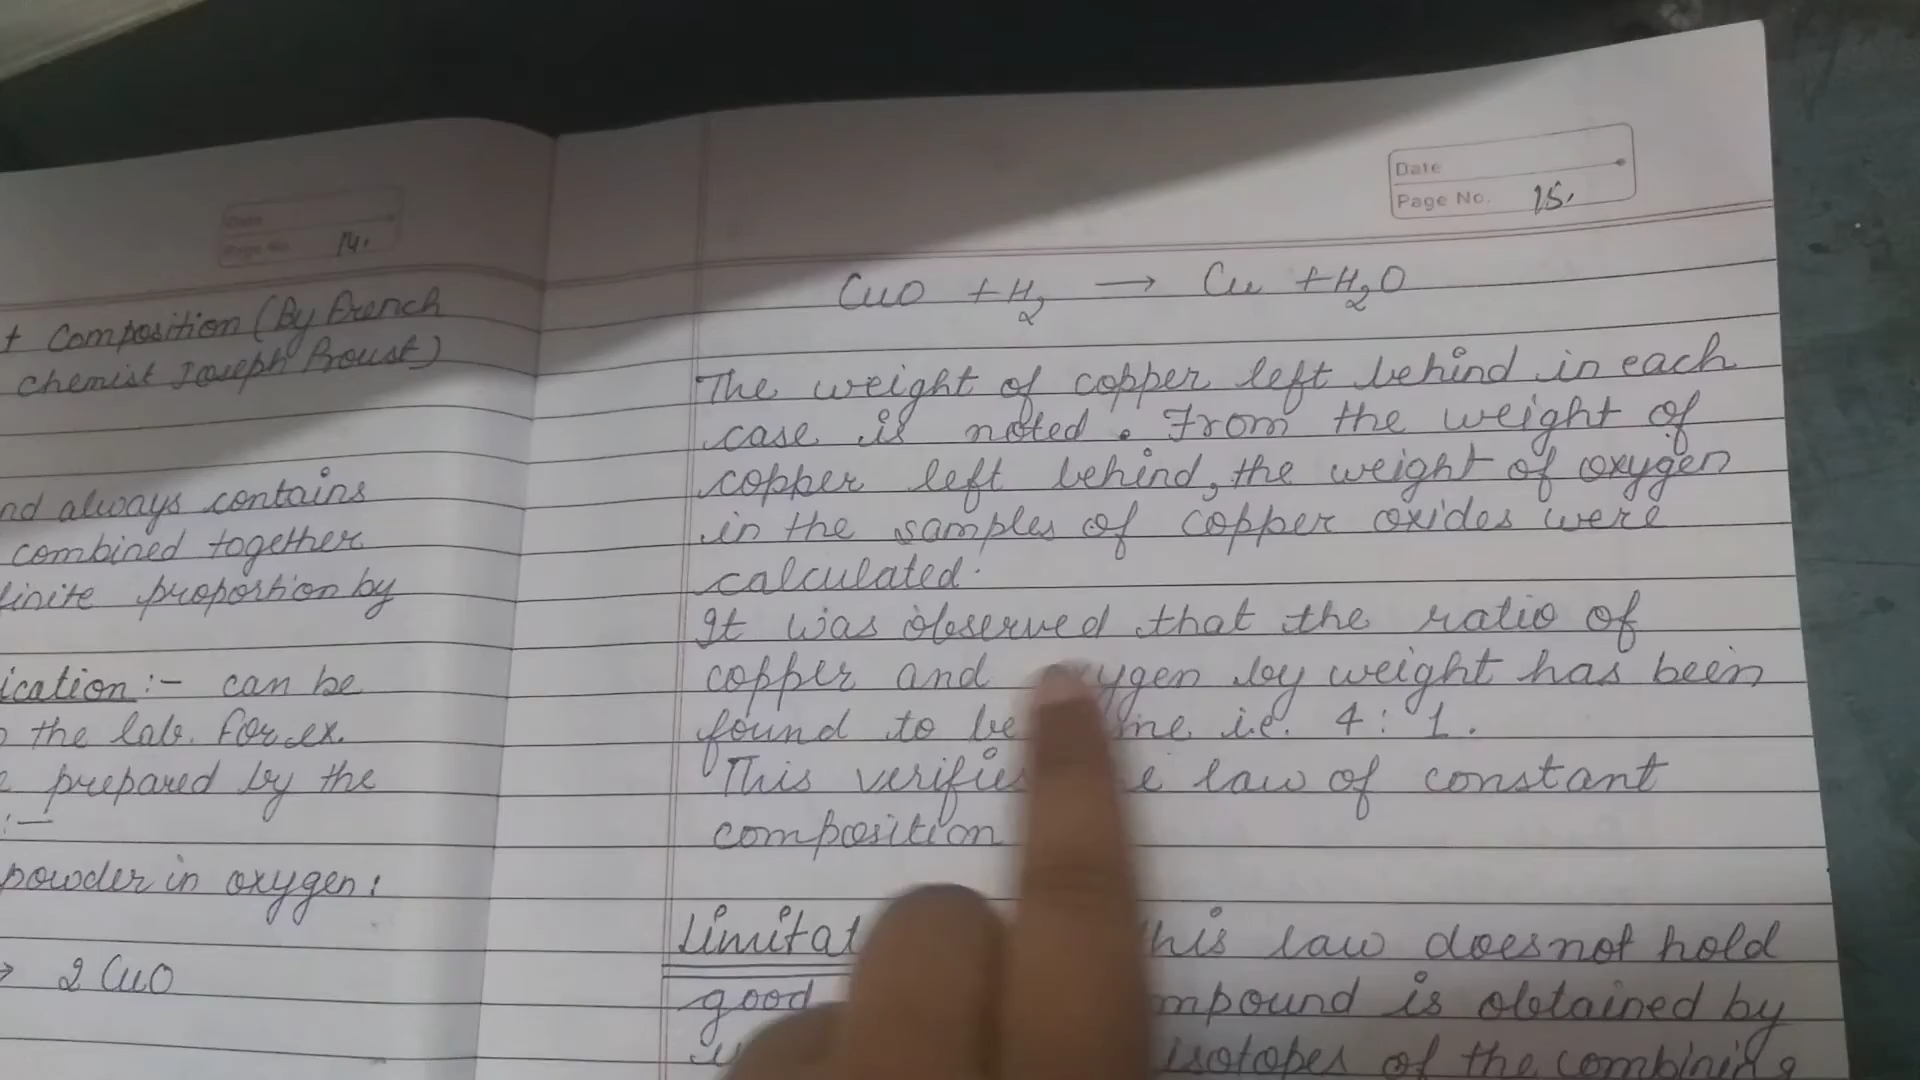 Date
Page No. 14.
t Composition (By French
chemist Joseph Proust)
nd always contains
combined together
finite proportion by
ication :- can be
the lab. For ex.
prepared by the
:-
powder in oxygen :
→ 2 CuO
Date
Page No. 15.
CuO + H2 → Cu + H2O
The weight of copper left behind in each
case is noted. From the weight of
copper left behind, the weight of oxygen
in the samples of copper oxides were
calculated.
It was observed that the ratio of
copper and oxygen by weight has been
found to be i.e. 4 : 1.
This verifies law of constant
composition
Limitat his law does not hold
good mpound is obtained by
isotopes of the combining